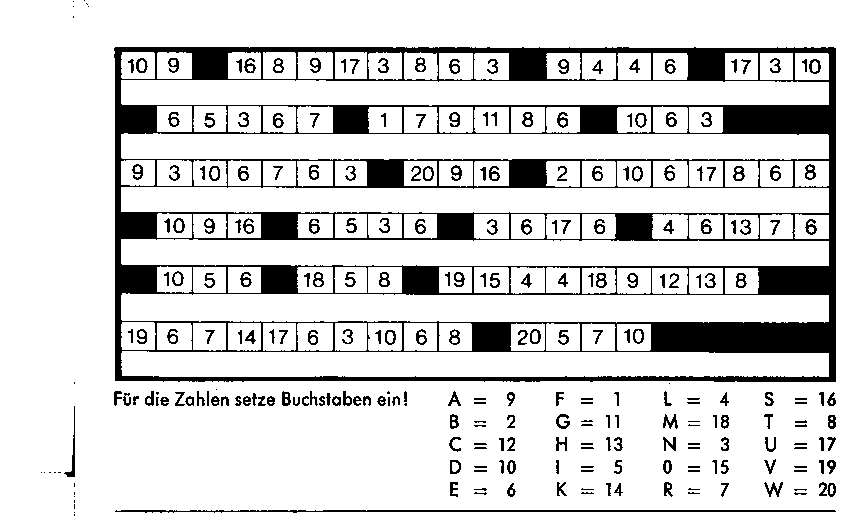 10 9 16 8 9 17 3 8 6 3 9 4 4 6 17 3 10
6 5 3 6 7 1 7 9 11 8 6 10 6 3
9 3 10 6 7 6 3 20 9 16 2 6 10 6 17 8 6 8
10 9 16 6 5 3 6 3 6 17 6 4 6 13 7 6
10 5 6 18 5 8 19 15 4 4 18 9 12 13 8
19 6 7 14 17 6 3 10 6 8 20 5 7 10
Für die Zahlen setze Buchstaben ein! A = 9 F = 1 L = 4 S = 16
B = 2 G = 11 M = 18 T = 8
C = 12 H = 13 N = 3 U = 17
D = 10 I = 5 0 = 15 V = 19
E = 6 K = 14 R = 7 W = 20